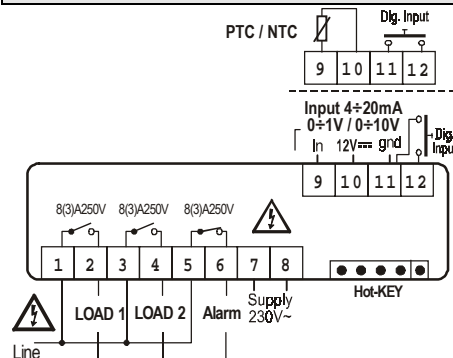 PTC / NTC
Dig. Input
9 10 11 12
Input 4÷20mA
0÷1V / 0÷10V
In 12V gnd
Dig.
Inpu
9 10 11 12
8(3)A250V 8(3)A250V 8(3)A250V
1 2 3 4 5 6 7 8
Hot-KEY
LOAD 1 LOAD 2 Alarm Supply
230V~
Line